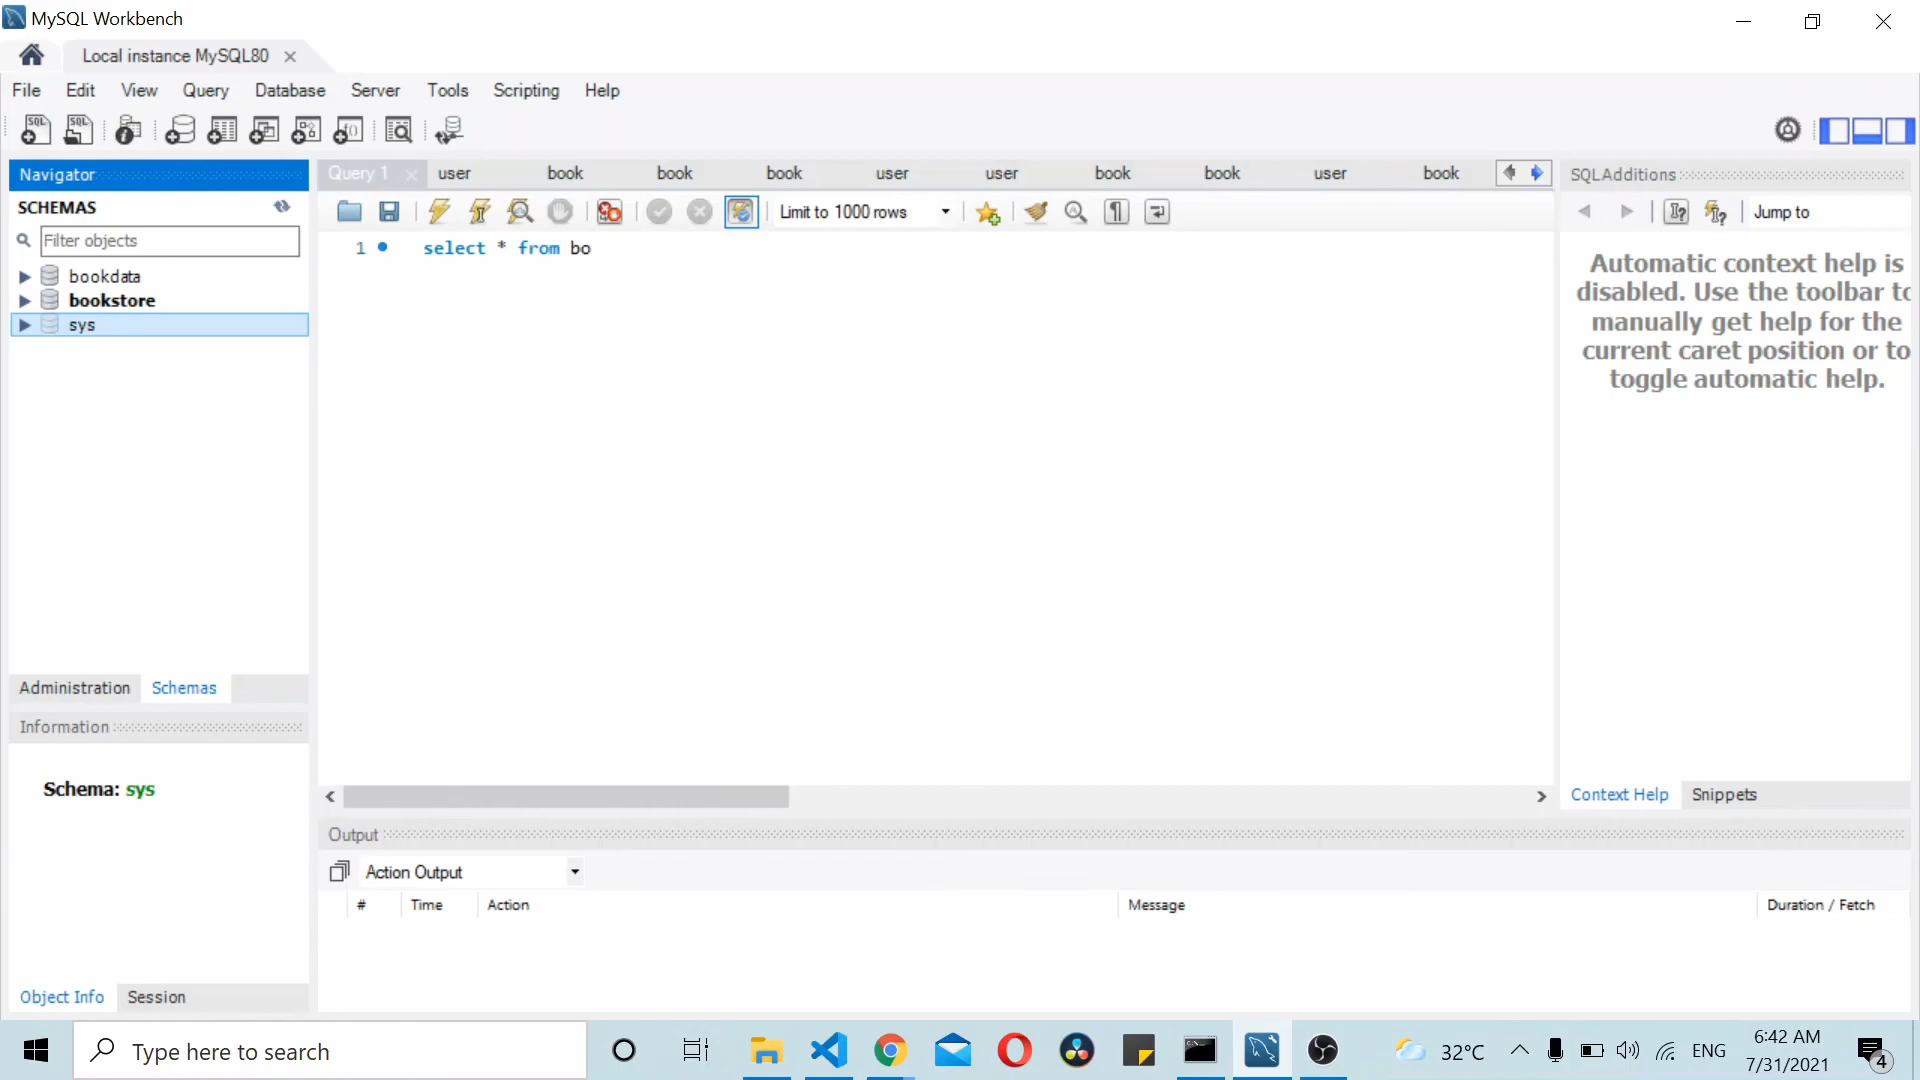 MySQL Workbench
Local instance MySQL80
File Edit View Query Database Server Tools Scripting Help
Navigator
SCHEMAS
Filter objects
bookdata
bookstore
sys
Administration Schemas
Information
Schema: sys
Object Info Session
Query 1 user book book book user user book book user book
Limit to 1000 rows
1 select * from bo
SQLAdditions
Jump to
Automatic context help is
disabled. Use the toolbar to
manually get help for the
current caret position or to
toggle automatic help.
Context Help Snippets
Output
Action Output
# Time Action Message Duration / Fetch
Type here to search
32°C
ENG
6:42 AM
7/31/2021
4